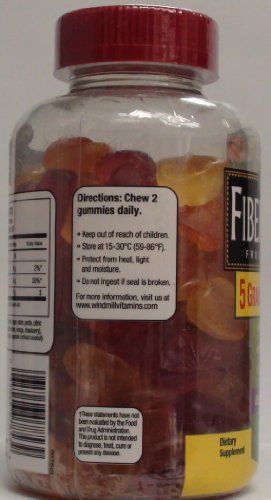 Directions: Chew 2
gummies daily.
• Keep out of reach of children.
• Store at 15-30°C (59-86°F).
• Protect from heat, light
and moisture.
• Do not ingest if seal is broken.
For more information, visit us at
www.windmillvitamins.com
†These statements have not
been evaluated by the Food
and Drug Administration.
This product is not intended
to diagnose, treat, cure or
prevent any disease.
FIBE
FR
5 GRA
Dietary
Supplement